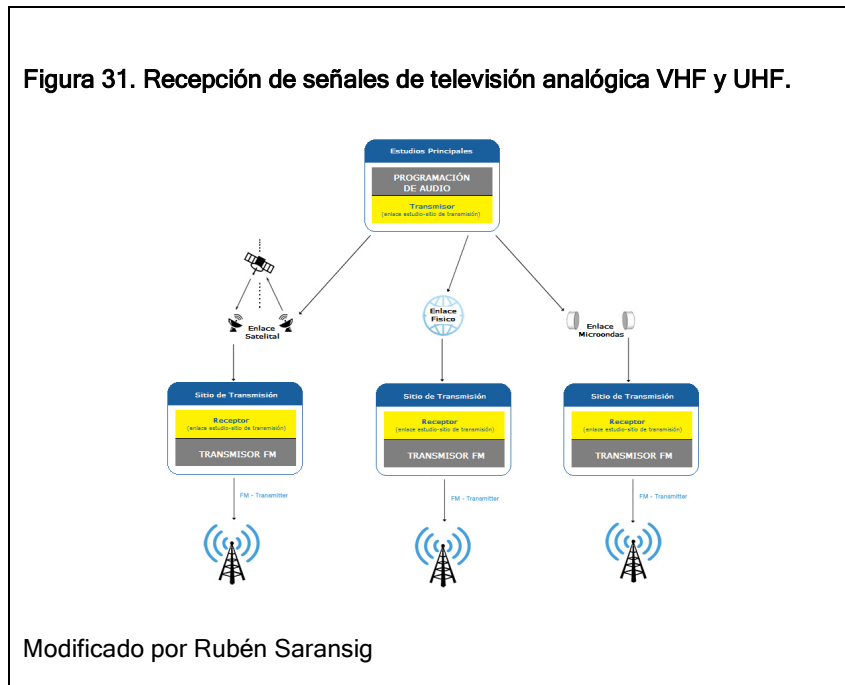 Figura 31. Recepción de señales de televisión analógica VHF y UHF.
Estudios Principales
PROGRAMACIÓN
DE AUDIO
Transmisor
(enlace estudio-sitio de transmisión)
Enlace
Satelital
Enlace
Físico
Enlace
Microondas
Sitio de Transmisión
Receptor
(enlace estudio-sitio de transmisión)
TRANSMISOR FM
FM - Transmitter
Sitio de Transmisión
Receptor
(enlace estudio-sitio de transmisión)
TRANSMISOR FM
FM - Transmitter
Sitio de Transmisión
Receptor
(enlace estudio-sitio de transmisión)
TRANSMISOR FM
FM - Transmitter
Modificado por Rubén Saransig